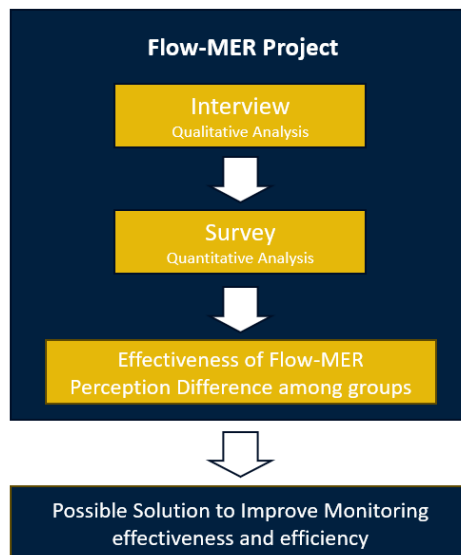 Flow-MER Project
Interview
Qualitative Analysis
Survey
Quantitative Analysis
Effectiveness of Flow-MER
Perception Difference among groups
Possible Solution to Improve Monitoring
effectiveness and efficiency